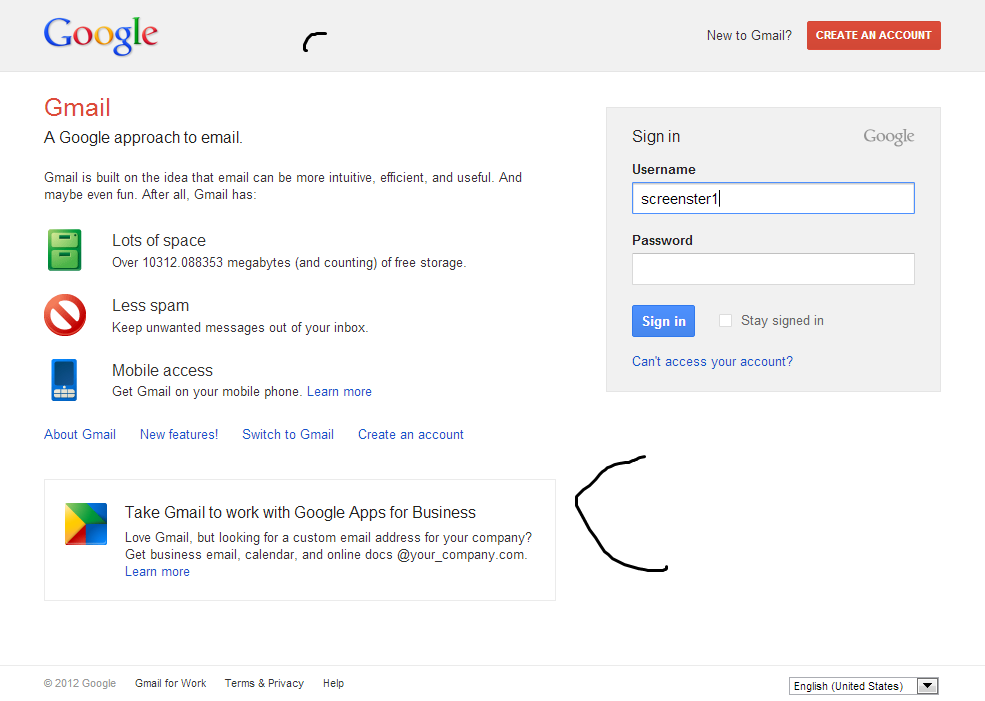 Google
New to Gmail? CREATE AN ACCOUNT
Gmail
A Google approach to email.
Gmail is built on the idea that email can be more intuitive, efficient, and useful. And
maybe even fun. After all, Gmail has:
Lots of space
Over 10312.088353 megabytes (and counting) of free storage.
Less spam
Keep unwanted messages out of your inbox.
Mobile access
Get Gmail on your mobile phone. Learn more
About Gmail New features! Switch to Gmail Create an account
Take Gmail to work with Google Apps for Business
Love Gmail, but looking for a custom email address for your company?
Get business email, calendar, and online docs @your_company.com.
Learn more
Sign in Google
Username
screenster1
Password
Sign in Stay signed in
Can't access your account?
© 2012 Google Gmail for Work Terms & Privacy Help
English (United States)